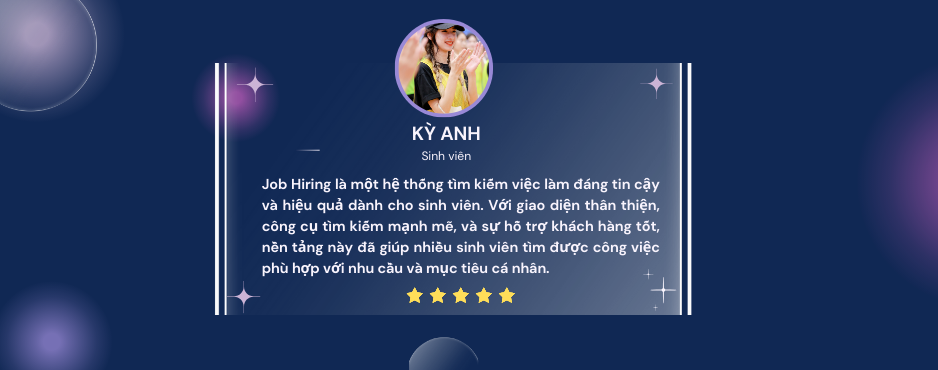 KỲ ANH
Sinh viên
Job Hiring là một hệ thống tìm kiếm việc làm đáng tin cậy
và hiệu quả dành cho sinh viên. Với giao diện thân thiện,
công cụ tìm kiếm mạnh mẽ, và sự hỗ trợ khách hàng tốt,
nền tảng này đã giúp nhiều sinh viên tìm được công việc
phù hợp với nhu cầu và mục tiêu cá nhân.